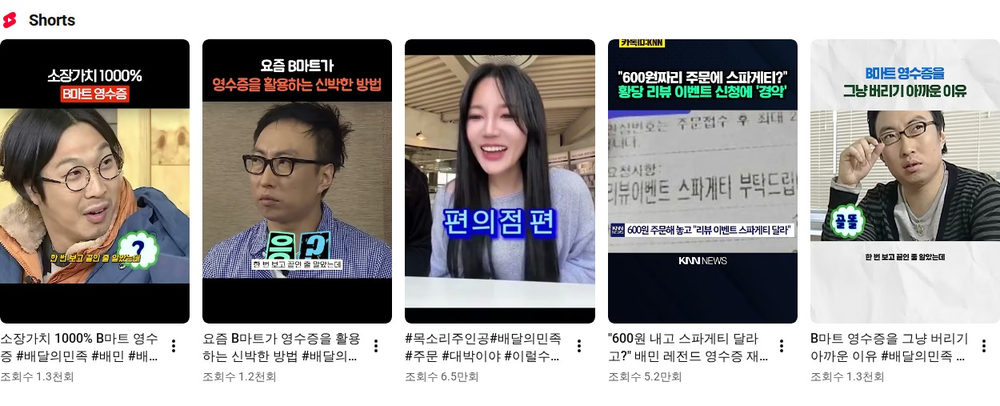 Shorts
소장가치 1000%
B마트 영수증
?
한 번 보고 끝인 줄 알았는데
소장가치 1000% B마트 영수
증 #배달의민족 #배민 #배...
조회수 1.3천회
요즘 B마트가
영수증을 활용하는 신박한 방법
응?
한 번 보고 끝인 줄 알았는데
요즘 B마트가 영수증을 활용
하는 신박한 방법 #배달의...
조회수 1.2천회
편의점 편
#목소리주인공#배달의민족
#주문 #대박이야 #이럴수...
조회수 6.5만회
카톡ID:KNN
"600원짜리 주문에 스파게티?"
황당 리뷰 이벤트 신청에 '경악'
주문접수 후 최대 2
니다.
요청사항:
리뷰이벤트 스파게티 부탁드립
KNN 600원 주문해 놓고 "리뷰 이벤트 스파게티 달라"
KNN NEWS
"600원 내고 스파게티 달라
고?" 배민 레전드 영수증 재...
조회수 5.2만회
B마트 영수증을
그냥 버리기 아까운 이유
골똘
한 번 보고 끝인 줄 알았는데
B마트 영수증을 그냥 버리기
아까운 이유 #배달의민족 ...
조회수 1.3천회